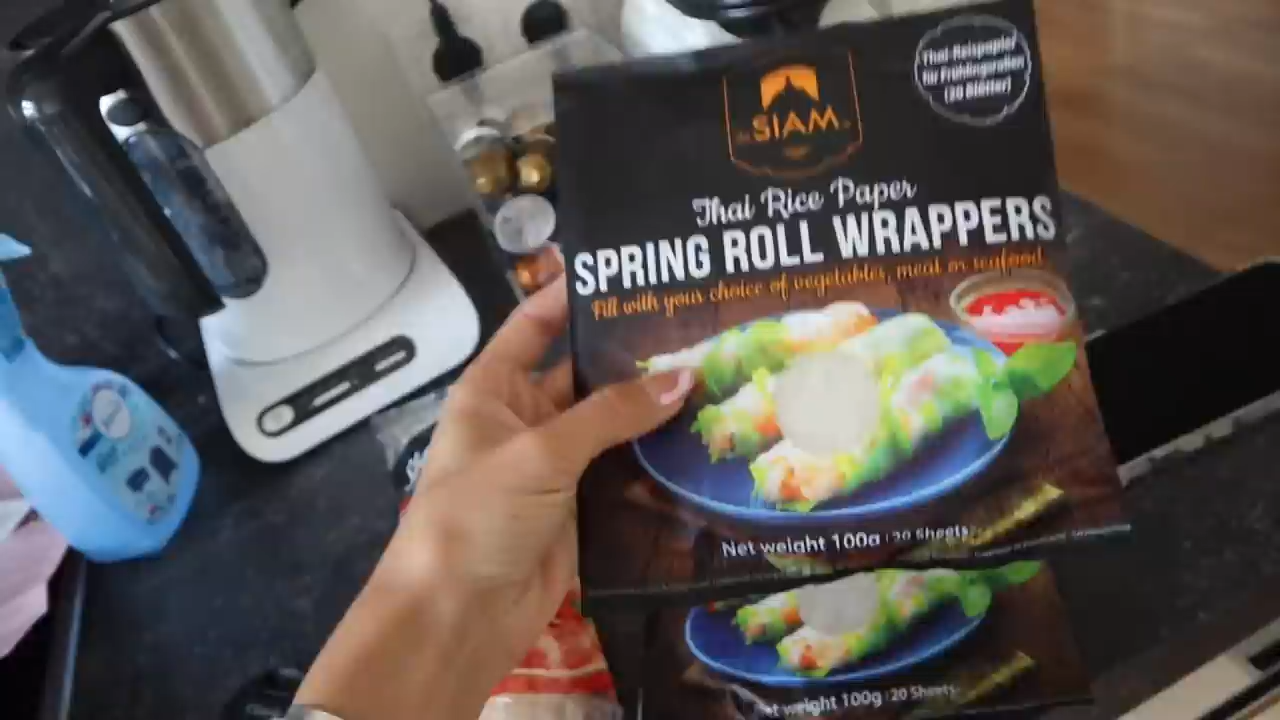 SIAM
Thai-Reispapier
für Frühlingsrollen
(20 Blätter)
Thai Rice Paper
SPRING ROLL WRAPPERS
Fill with your choice of vegetables, meat or seafood
Net weight 100g 20 Sheets
weight 100g 20 Sheets